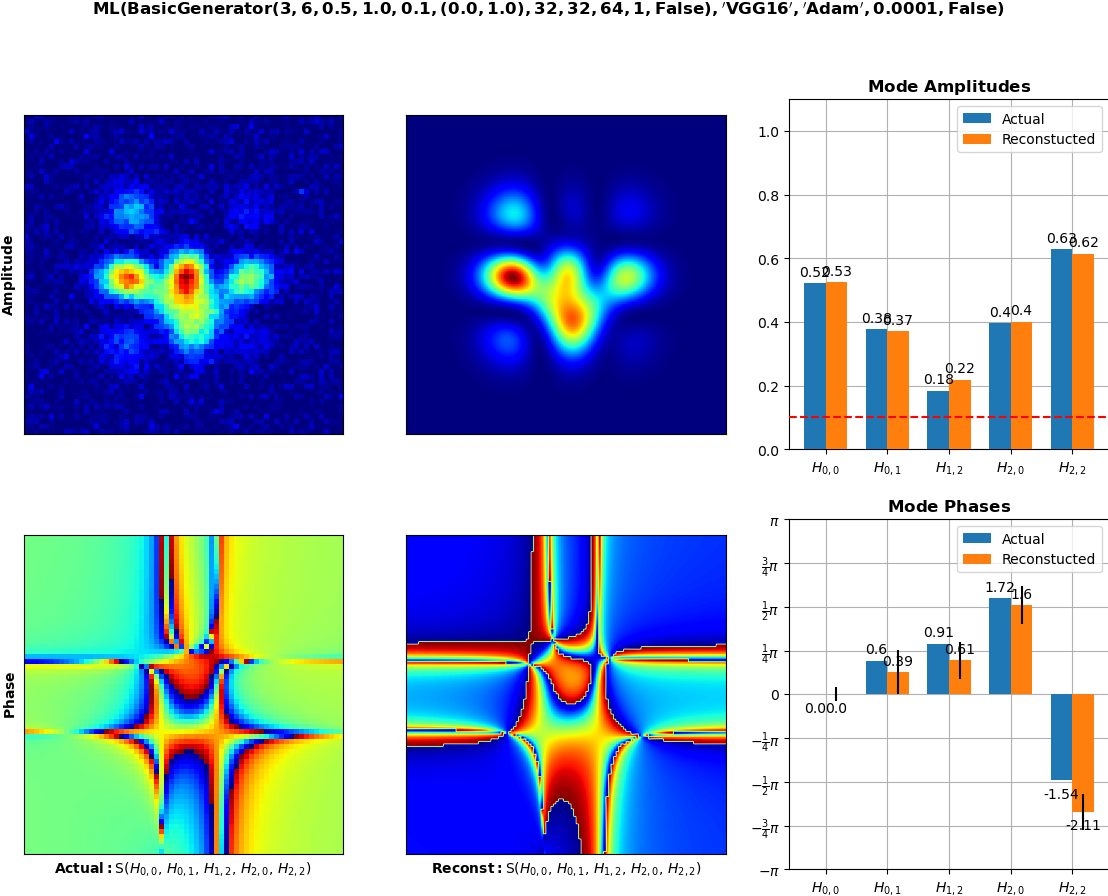 ML(BasicGenerator(3, 6, 0.5, 1.0, 0.1, (0.0, 1.0), 32, 32, 64, 1, False), ′VGG16′, ′Adam′, 0.0001, False)
Mode Amplitudes
Amplitude
Actual
Reconstucted
1.0
0.8
0.6
0.4
0.2
0.0
0.52 0.53
0.38 0.37
0.18 0.22
0.4 0.4
0.63 0.62
H0,0 H0,1 H1,2 H2,0 H2,2
Mode Phases
Phase
Actual
Reconstucted
π
3/4π
1/2π
1/4π
0
−1/4π
−1/2π
−3/4π
−π
0.0 0.0
0.6 0.39
0.91 0.61
1.72 1.6
-1.54 -2.11
H0,0 H0,1 H1,2 H2,0 H2,2
Actual: S(H0,0, H0,1, H1,2, H2,0, H2,2)
Reconst: S(H0,0, H0,1, H1,2, H2,0, H2,2)